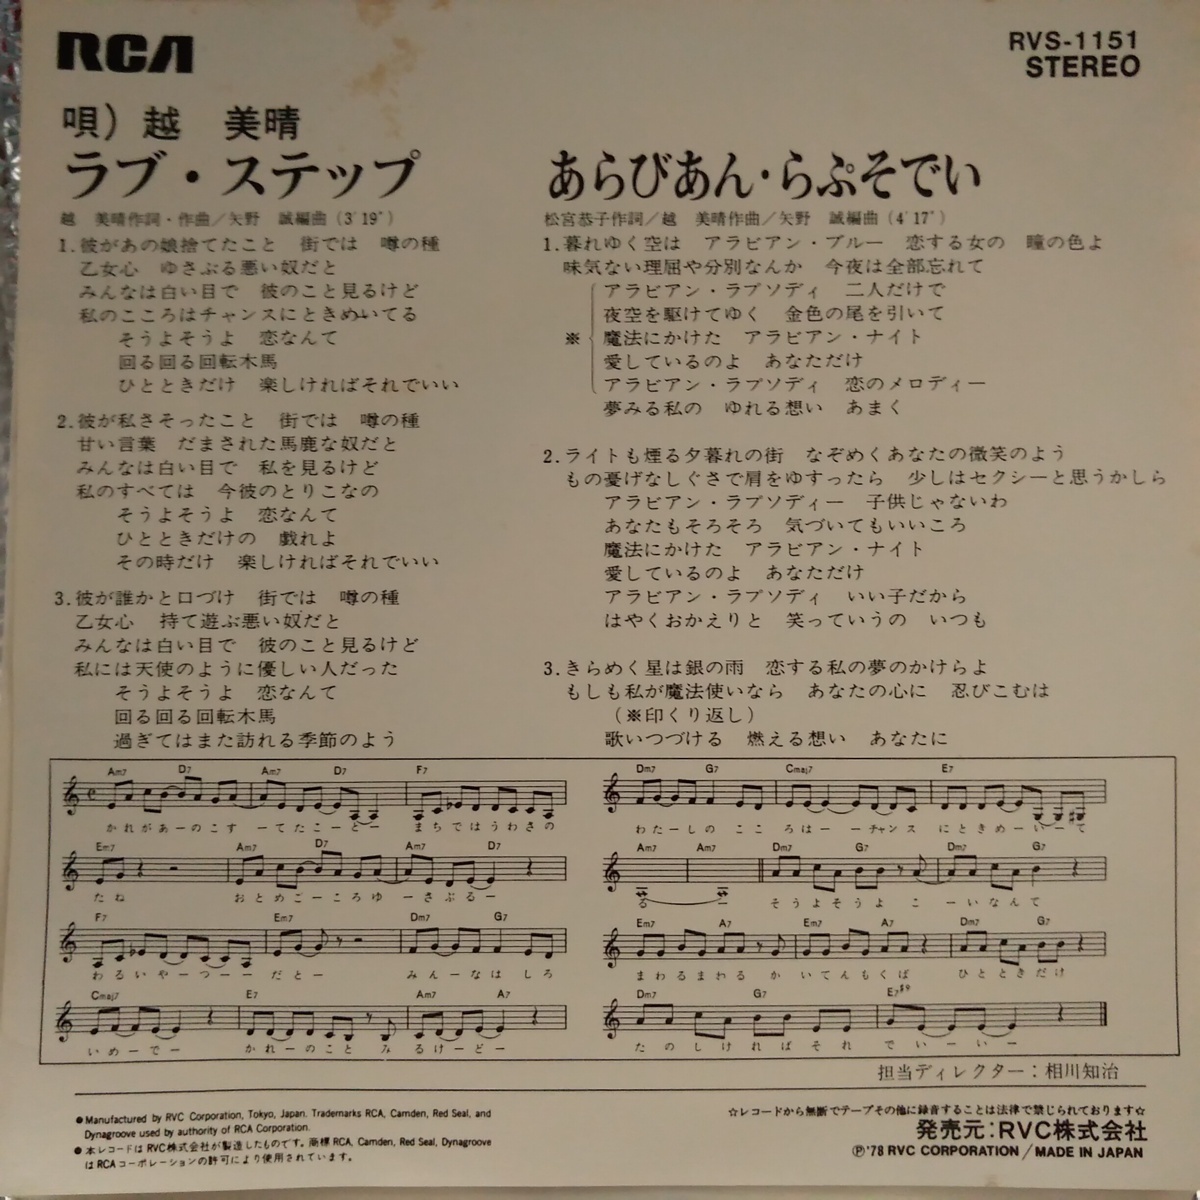 RCA
RVS-1151
STEREO
唄）越　美晴
ラブ・ステップ
越　美晴作詞・作曲／矢野　誠編曲（3′19″）
1.彼があの娘捨てたこと　街では　噂の種
乙女心　ゆさぶる悪い奴だと
みんなは白い目で　彼のこと見るけど
私のこころはチャンスにときめいてる
そうよそうよ　恋なんて
回る回る回転木馬
ひとときだけ　楽しければそれでいい
2.彼が私さそったこと　街では　噂の種
甘い言葉　だまされた馬鹿な奴だと
みんなは白い目で　私を見るけど
私のすべては　今彼のとりこなの
そうよそうよ　恋なんて
ひとときだけの　戯れよ
その時だけ　楽しければそれでいい
3.彼が誰かと口づけ　街では　噂の種
乙女心　持て遊ぶ悪い奴だと
みんなは白い目で　彼のこと見るけど
私には天使のように優しい人だった
そうよそうよ　恋なんて
回る回る回転木馬
過ぎてはまた訪れる季節のよう
あらびあん・らぷそでい
松宮恭子作詞／越　美晴作曲／矢野　誠編曲（4′17″）
1.暮れゆく空は　アラビアン・ブルー　恋する女の　瞳の色よ
味気ない理屈や分別なんか　今夜は全部忘れて
アラビアン・ラプソディ　二人だけで
夜空を駆けてゆく　金色の尾を引いて
※ 魔法にかけた　アラビアン・ナイト
愛しているのよ　あなただけ
アラビアン・ラプソディ　恋のメロディー
夢みる私の　ゆれる想い　あまく
2.ライトも煙る夕暮れの街　なぞめくあなたの微笑のよう
もの憂げなしぐさで肩をゆすったら　少しはセクシーと思うかしら
アラビアン・ラプソディー　子供じゃないわ
あなたもそろそろ　気づいてもいいころ
魔法にかけた　アラビアン・ナイト
愛しているのよ　あなただけ
アラビアン・ラプソディ　いい子だから
はやくおかえりと　笑っていうの　いつも
3.きらめく星は銀の雨　恋する私の夢のかけらよ
もしも私が魔法使いなら　あなたの心に　忍びこむは
（※印くり返し）
歌いつづける　燃える想い　あなたに
Am7 D7 Am7 D7 F7
かれがあーのこす ーてたこーとー まちではうわさの
Em7 Am7 D7 Am7 D7
たね おとめごーころゆ ーさぶるー
F7 Em7 Dm7 G7
わるいやーつーー だとー みんーなは しろ
Cmaj7 E7 Am7 A7
いめーでー かれーのこと み るけーどー
Dm7 G7 Cmaj7 E7
わたーしの ここ ろはー ーチャンス にときめーいーて
Am7 Am7 Dm7 G7 Dm7 G7
るー そうよそうよ こ ーいなんて
Em7 A7 Em7 A7 Dm7 G7
まわるまわる か いてんもくば ひとときだけ
Dm7 G7 E7♯9
たのしければ それ でいーいー
担当ディレクター：相川知治
●Manufactured by RVC Corporation, Tokyo, Japan. Trademarks RCA, Camden, Red Seal, and
Dynagroove used by authority of RCA Corporation.
●本レコードはRVC株式会社が製造したものです。商標RCA, Camden, Red Seal, Dynagroove
はRCAコーポレーションの許可により使用されています。
☆レコードから無断でテープその他に録音することは法律で禁じられております☆
発売元：RVC株式会社
Ⓟ'78 RVC CORPORATION／MADE IN JAPAN